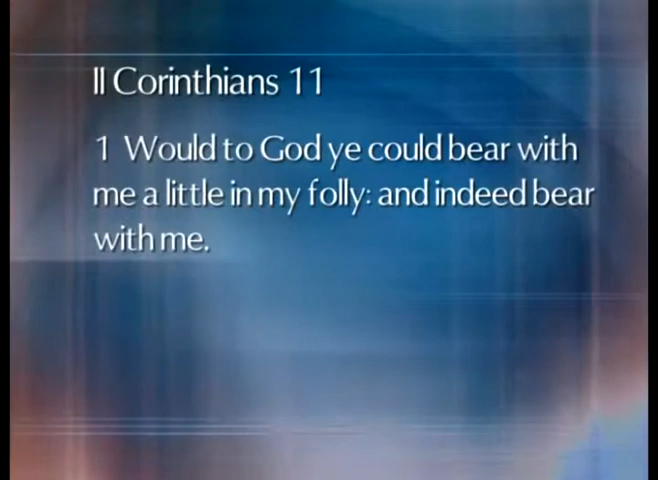 II Corinthians 11
1 Would to God ye could bear with
me a little in my folly: and indeed bear
with me.